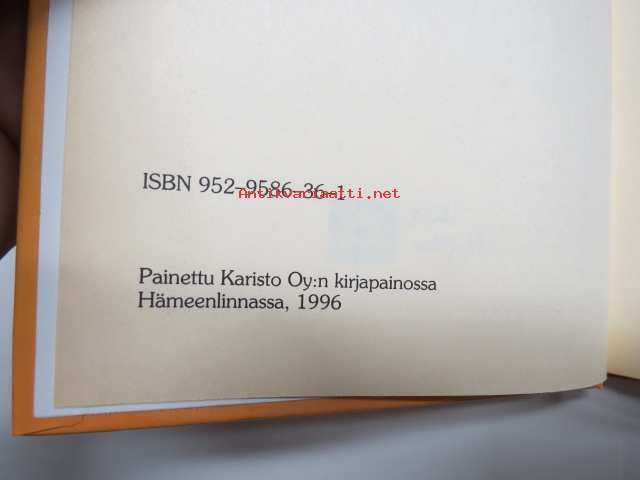 ISBN 952-9586-36-1
Antikvariaatti.net
Painettu Karisto Oy:n kirjapainossa
Hämeenlinnassa, 1996